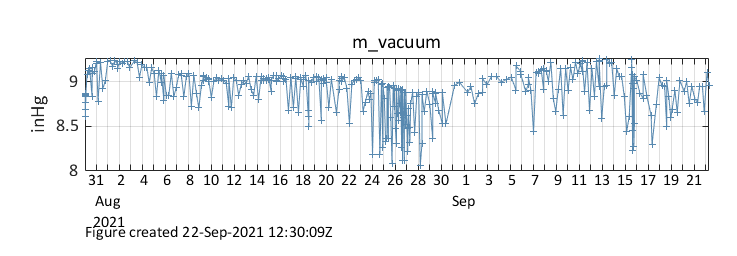 m_vacuum
inHg
9
8.5
8
31 2 4 6 8 10 12 14 16 18 20 22 24 26 28 30 1 3 5 7 9 11 13 15 17 19 21
Aug Sep
2021
Figure created 22-Sep-2021 12:30:09Z